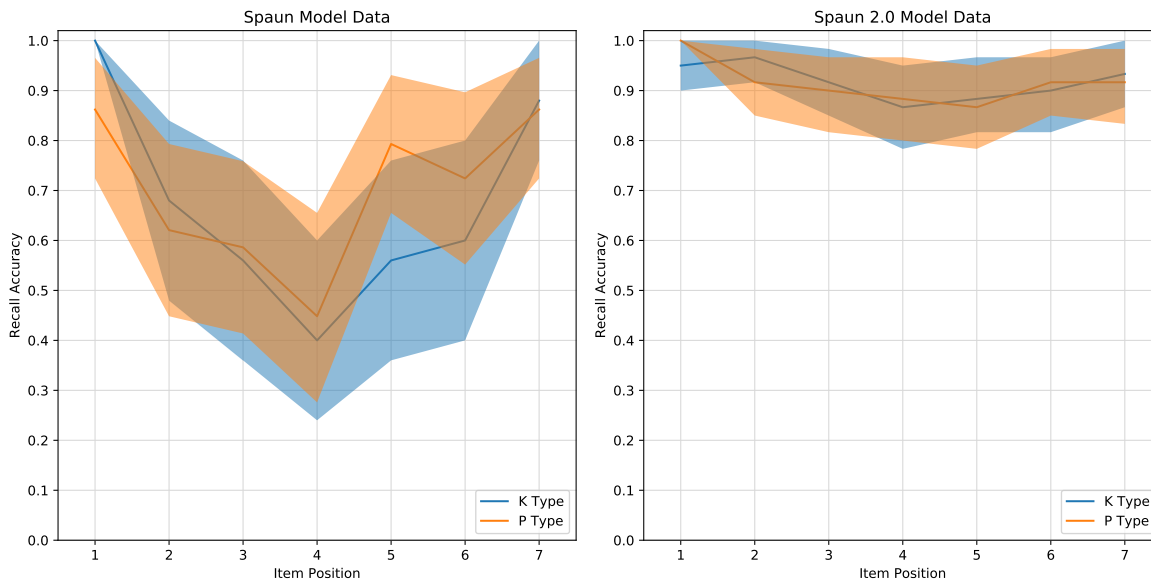 Spaun Model Data
Recall Accuracy
1.0
0.9
0.8
0.7
0.6
0.5
0.4
0.3
0.2
0.1
0.0
1 2 3 4 5 6 7
Item Position
K Type
P Type
Spaun 2.0 Model Data
Recall Accuracy
1.0
0.9
0.8
0.7
0.6
0.5
0.4
0.3
0.2
0.1
0.0
1 2 3 4 5 6 7
Item Position
K Type
P Type